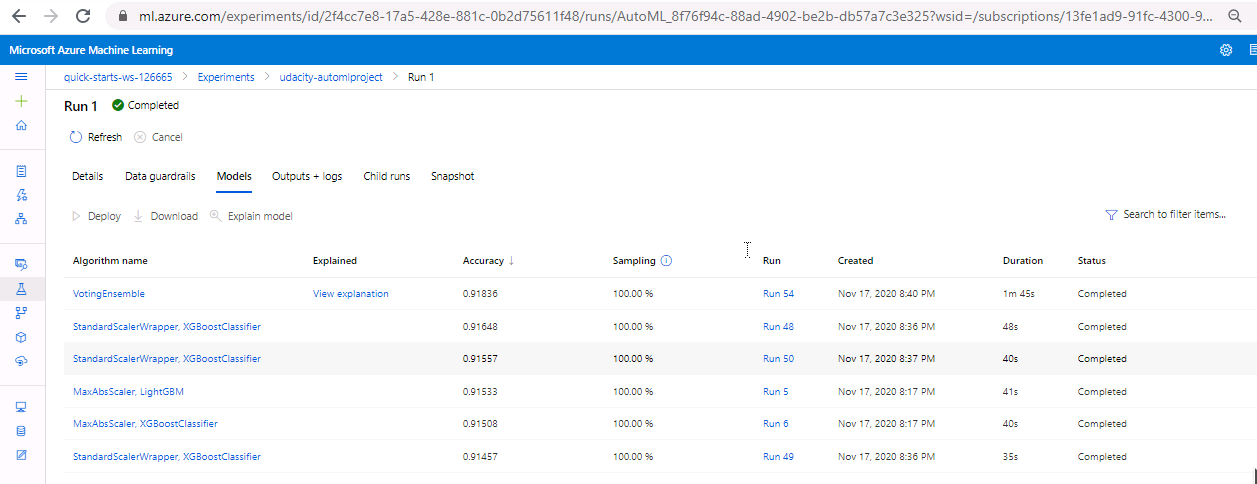 ml.azure.com/experiments/id/2f4cc7e8-17a5-428e-881c-0b2d75611f48/runs/AutoML_8f76f94c-88ad-4902-be2b-db57a7c3e325?wsid=/subscriptions/13fe1ad9-91fc-4300-9...
Microsoft Azure Machine Learning
quick-starts-ws-126665 > Experiments > udacity-automlproject > Run 1
Run 1 Completed
Refresh Cancel
Details Data guardrails Models Outputs + logs Child runs Snapshot
Deploy Download Explain model Search to filter items...
Algorithm name Explained Accuracy ↓ Sampling Run Created Duration Status
VotingEnsemble View explanation 0.91836 100.00 % Run 54 Nov 17, 2020 8:40 PM 1m 45s Completed
StandardScalerWrapper, XGBoostClassifier 0.91648 100.00 % Run 48 Nov 17, 2020 8:36 PM 48s Completed
StandardScalerWrapper, XGBoostClassifier 0.91557 100.00 % Run 50 Nov 17, 2020 8:37 PM 40s Completed
MaxAbsScaler, LightGBM 0.91533 100.00 % Run 5 Nov 17, 2020 8:17 PM 41s Completed
MaxAbsScaler, XGBoostClassifier 0.91508 100.00 % Run 6 Nov 17, 2020 8:17 PM 40s Completed
StandardScalerWrapper, XGBoostClassifier 0.91457 100.00 % Run 49 Nov 17, 2020 8:36 PM 35s Completed